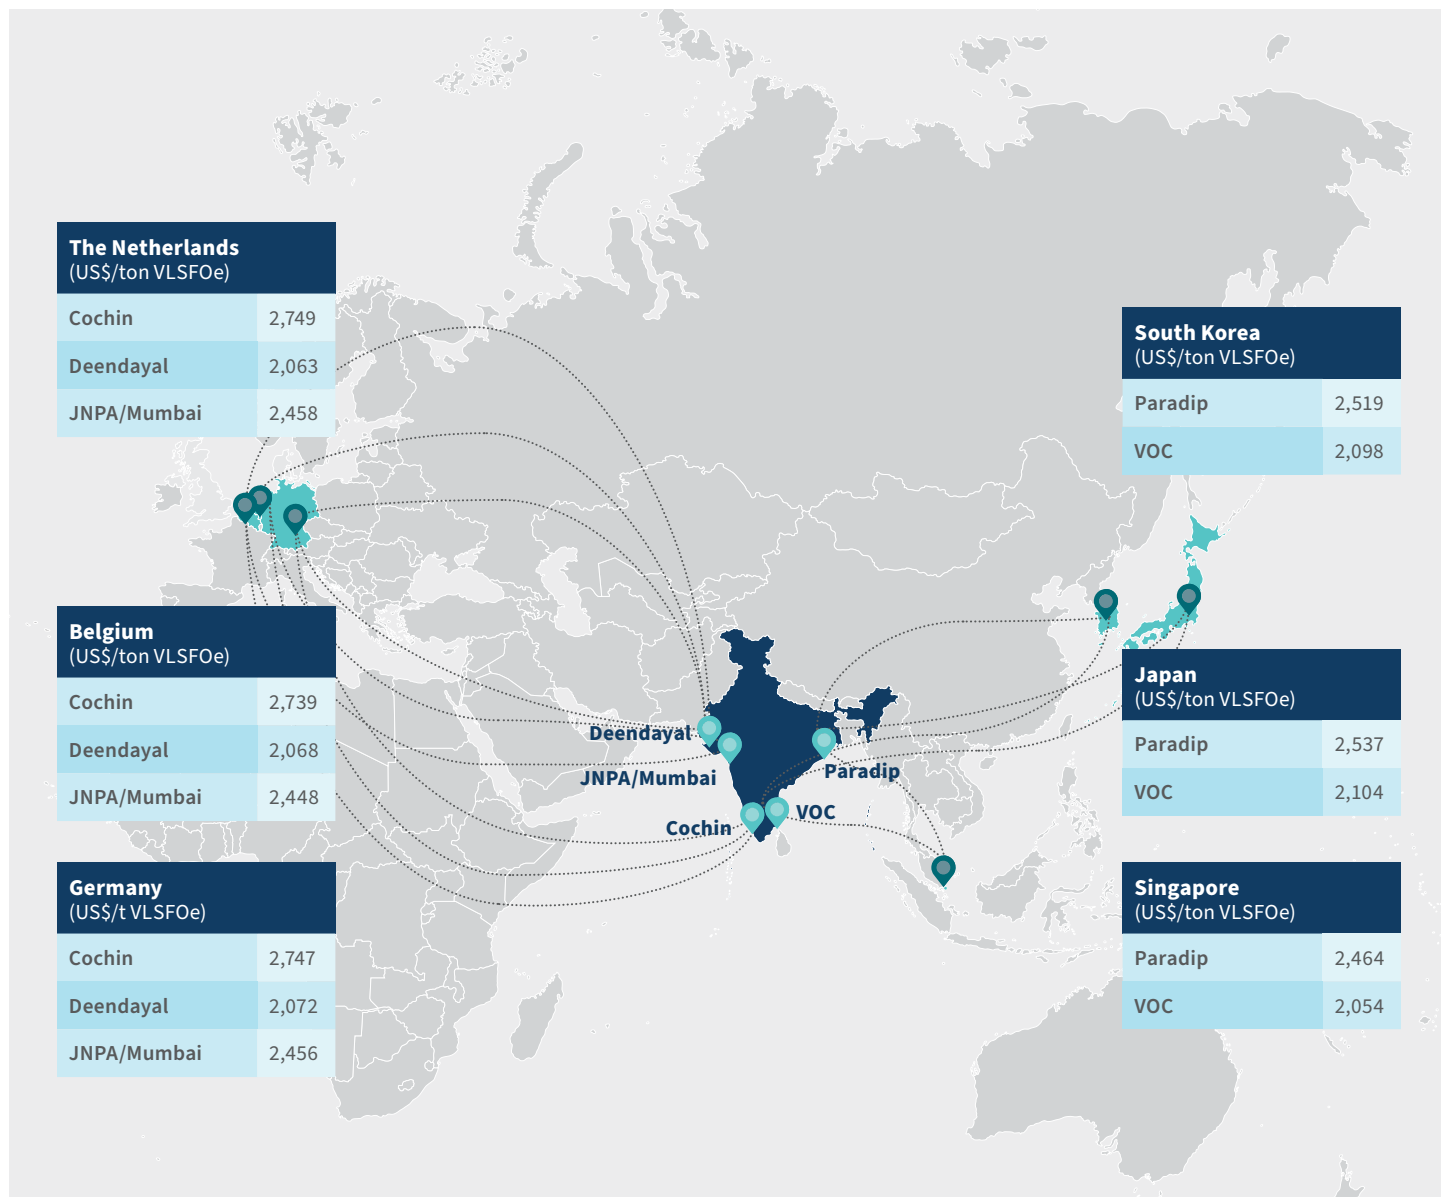 The Netherlands
(US$/ton VLSFOe)
Cochin 2,749
Deendayal 2,063
JNPA/Mumbai 2,458
Belgium
(US$/ton VLSFOe)
Cochin 2,739
Deendayal 2,068
JNPA/Mumbai 2,448
Germany
(US$/t VLSFOe)
Cochin 2,747
Deendayal 2,072
JNPA/Mumbai 2,456
Deendayal
JNPA/Mumbai
Cochin
Paradip
VOC
South Korea
(US$/ton VLSFOe)
Paradip 2,519
VOC 2,098
Japan
(US$/ton VLSFOe)
Paradip 2,537
VOC 2,104
Singapore
(US$/ton VLSFOe)
Paradip 2,464
VOC 2,054